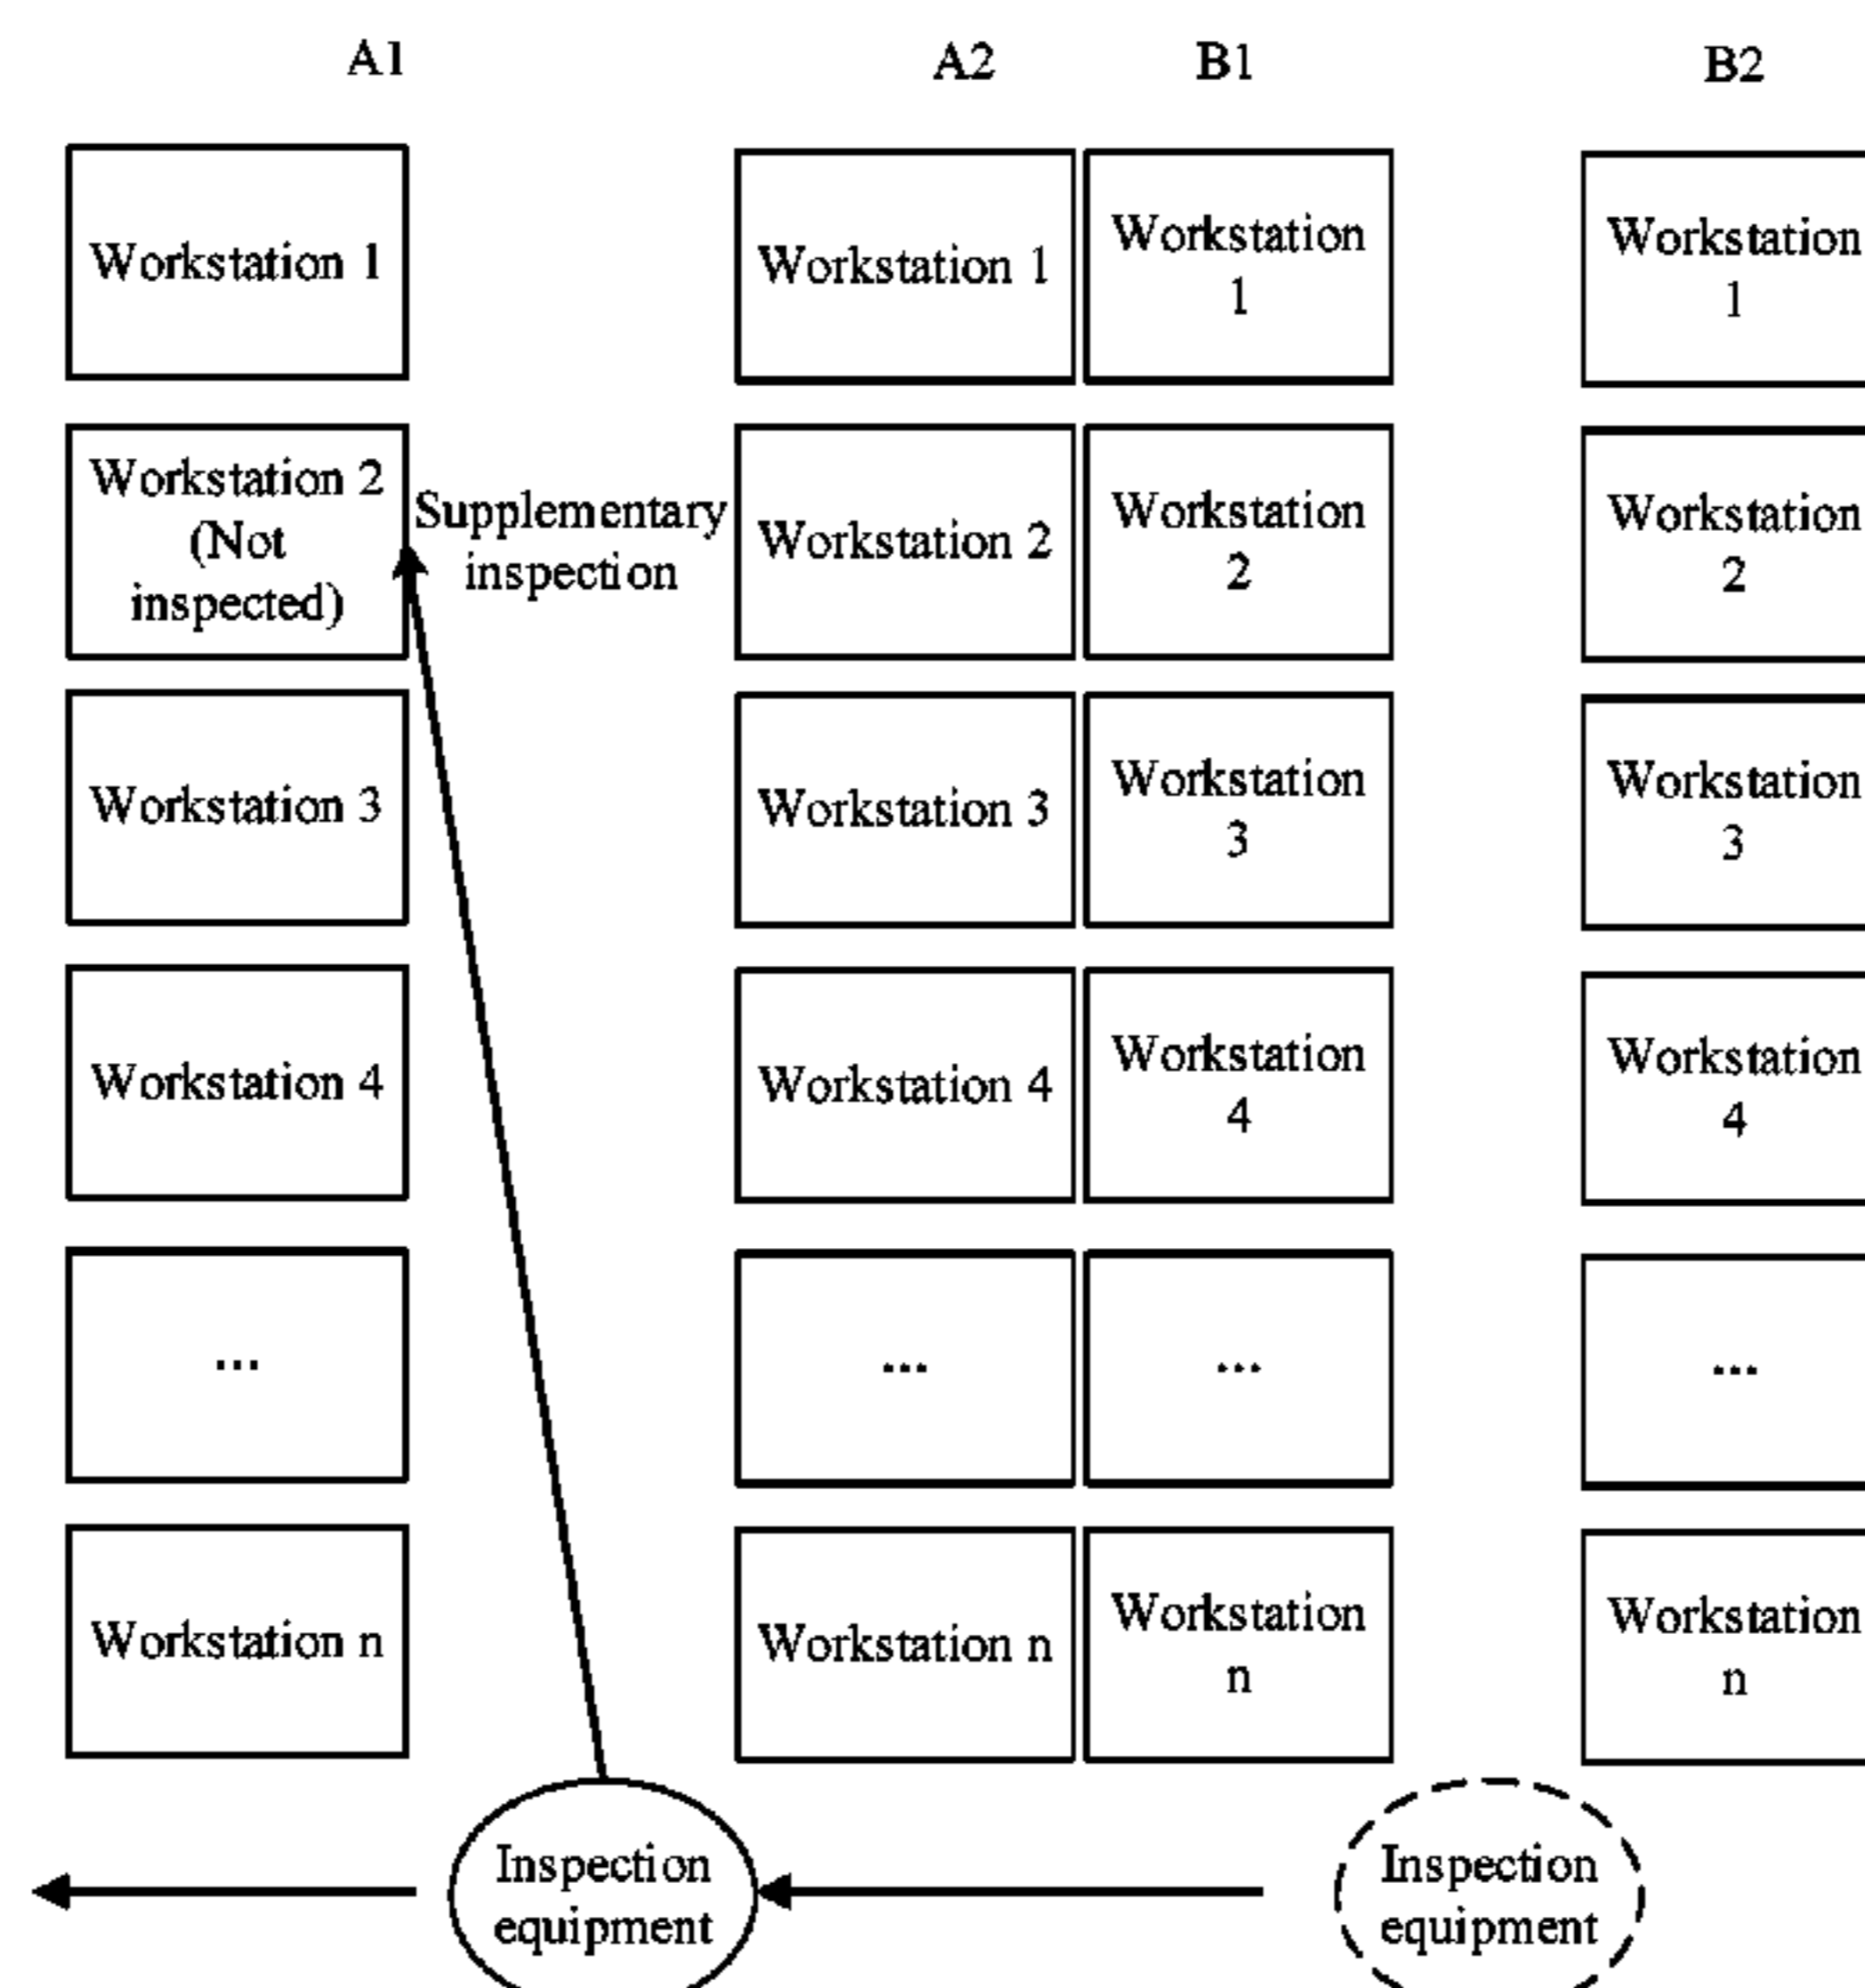 A1
A2
B1
B2
Workstation 1
Workstation 1
Workstation
1
Workstation
1
Workstation 2
(Not
inspected)
Supplementary
inspection
Workstation 2
Workstation
2
Workstation
2
Workstation 3
Workstation 3
Workstation
3
Workstation
3
Workstation 4
Workstation 4
Workstation
4
Workstation
4
...
...
...
...
Workstation n
Workstation n
Workstation
n
Workstation
n
Inspection
equipment
Inspection
equipment